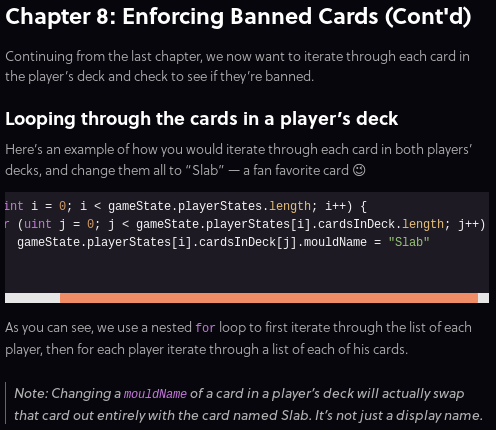 Chapter 8: Enforcing Banned Cards (Cont'd)
Continuing from the last chapter, we now want to iterate through each card in
the player's deck and check to see if they're banned.
Looping through the cards in a player's deck
Here's an example of how you would iterate through each card in both players'
decks, and change them all to "Slab" — a fan favorite card 😉
int i = 0; i < gameState.playerStates.length; i++) {
r (uint j = 0; j < gameState.playerStates[i].cardsInDeck.length; j++)
gameState.playerStates[i].cardsInDeck[j].mouldName = "Slab"
As you can see, we use a nested for loop to first iterate through the list of each
player, then for each player iterate through a list of each of his cards.
Note: Changing a mouldName of a card in a player's deck will actually swap
that card out entirely with the card named Slab. It's not just a display name.